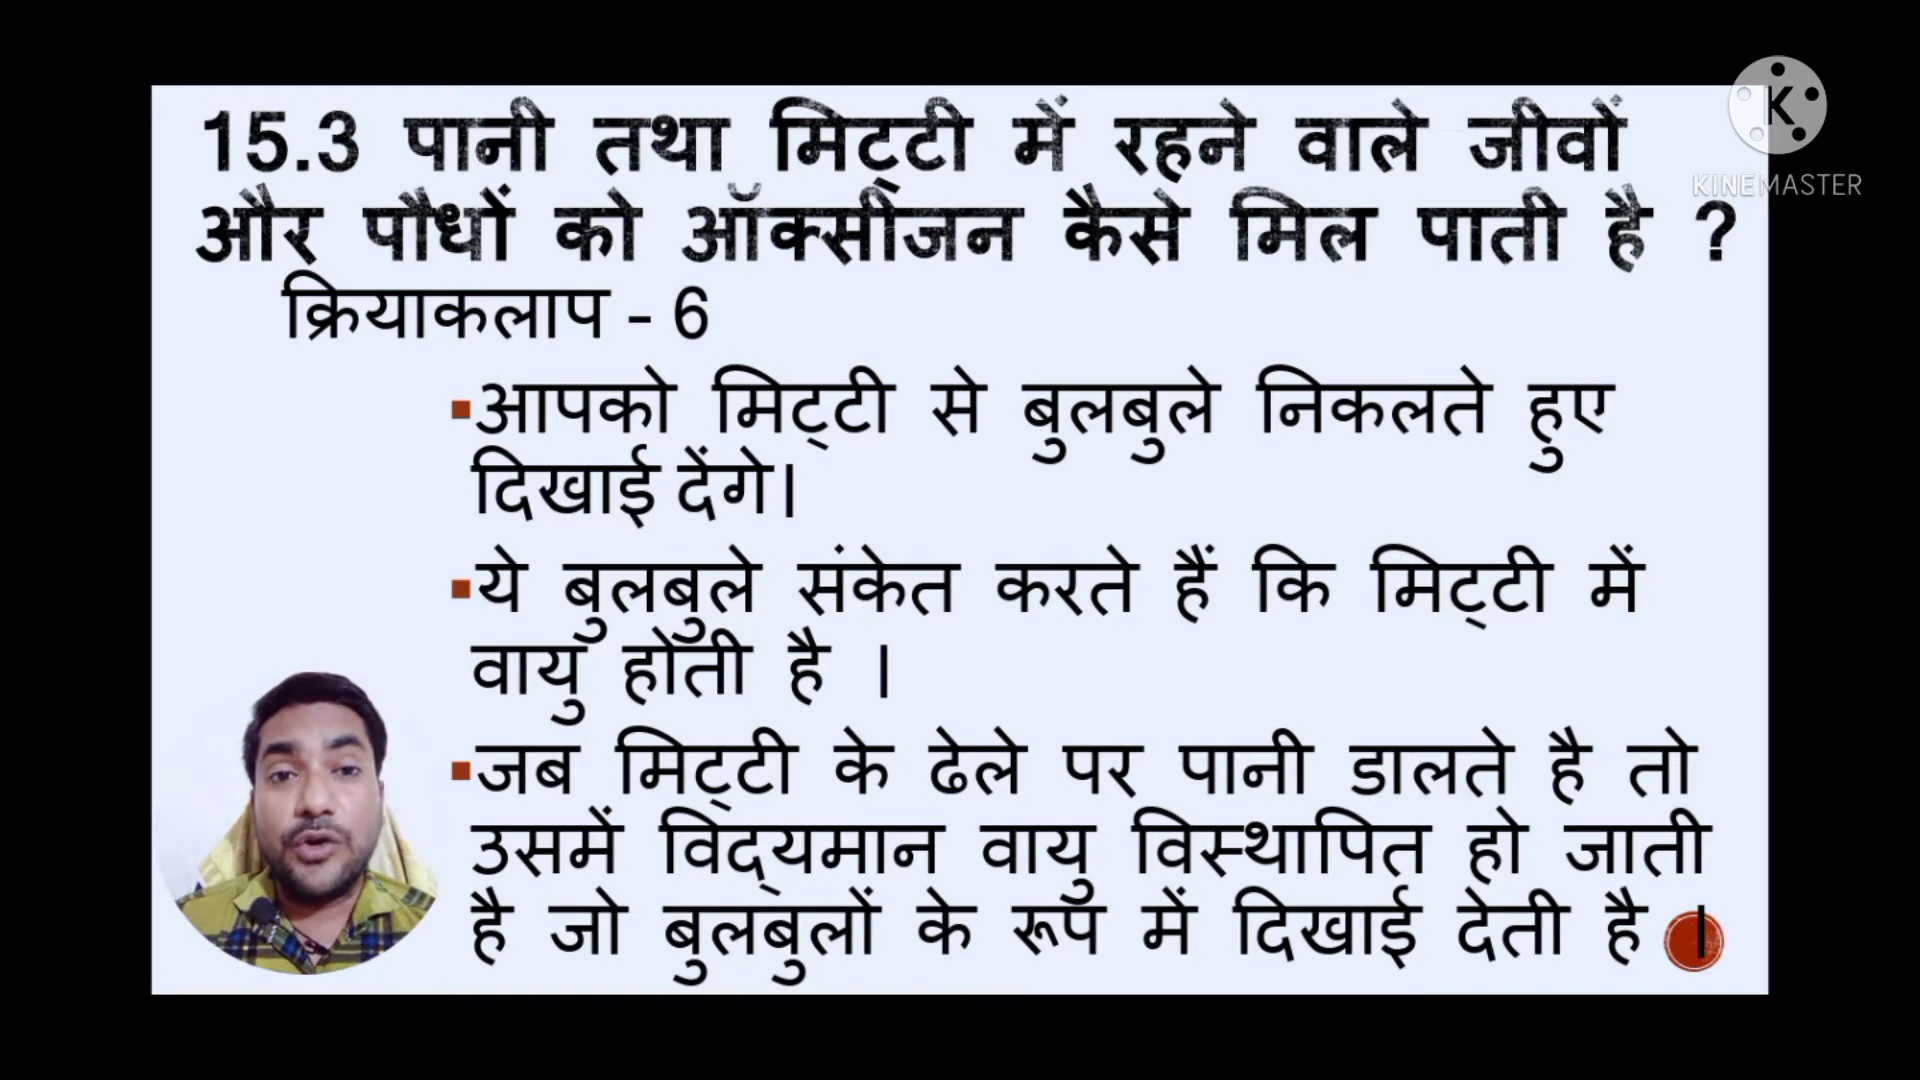 15.3 पानी तथा मिट्टी में रहने वाले जीवों
और पौधों को ऑक्सीजन कैसे मिल पाती है ?
क्रियाकलाप - 6
▪आपको मिट्टी से बुलबुले निकलते हुए
दिखाई देंगे।
▪ये बुलबुले संकेत करते हैं कि मिट्टी में
वायु होती है ।
▪जब मिट्टी के ढेले पर पानी डालते है तो
उसमें विद्यमान वायु विस्थापित हो जाती
है जो बुलबुलों के रूप में दिखाई देती है ।
K
KINEMASTER